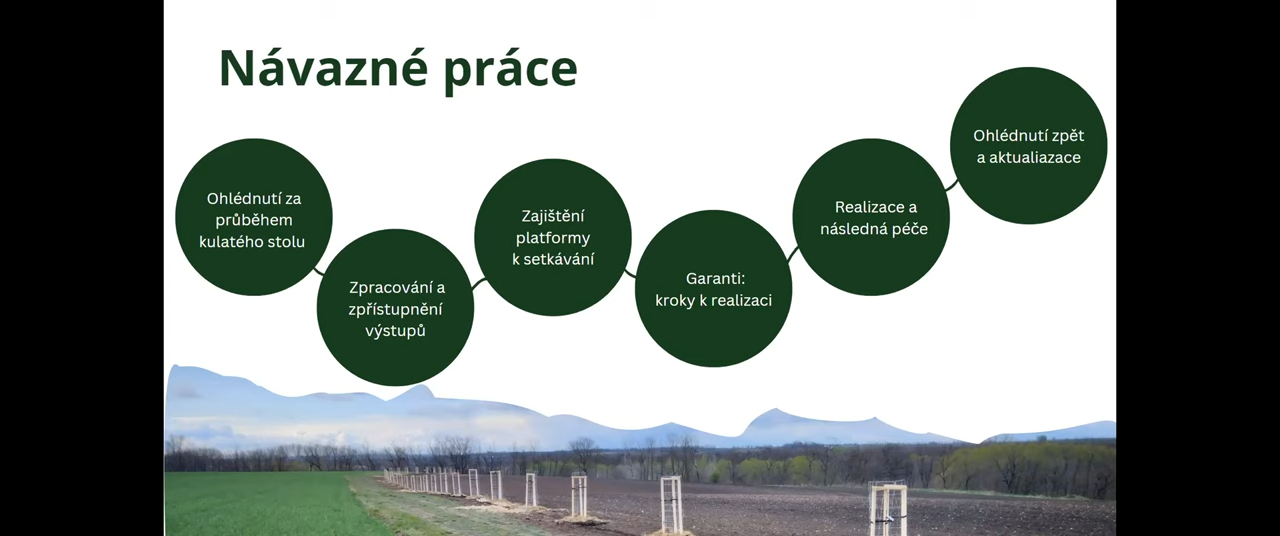 Návazné práce
Ohlédnutí za
průběhem
kulatého stolu
Zpracování a
zpřístupnění
výstupů
Zajištění
platformy
k setkávání
Garanti:
kroky k realizaci
Realizace a
následná péče
Ohlédnutí zpět
a aktualiazace